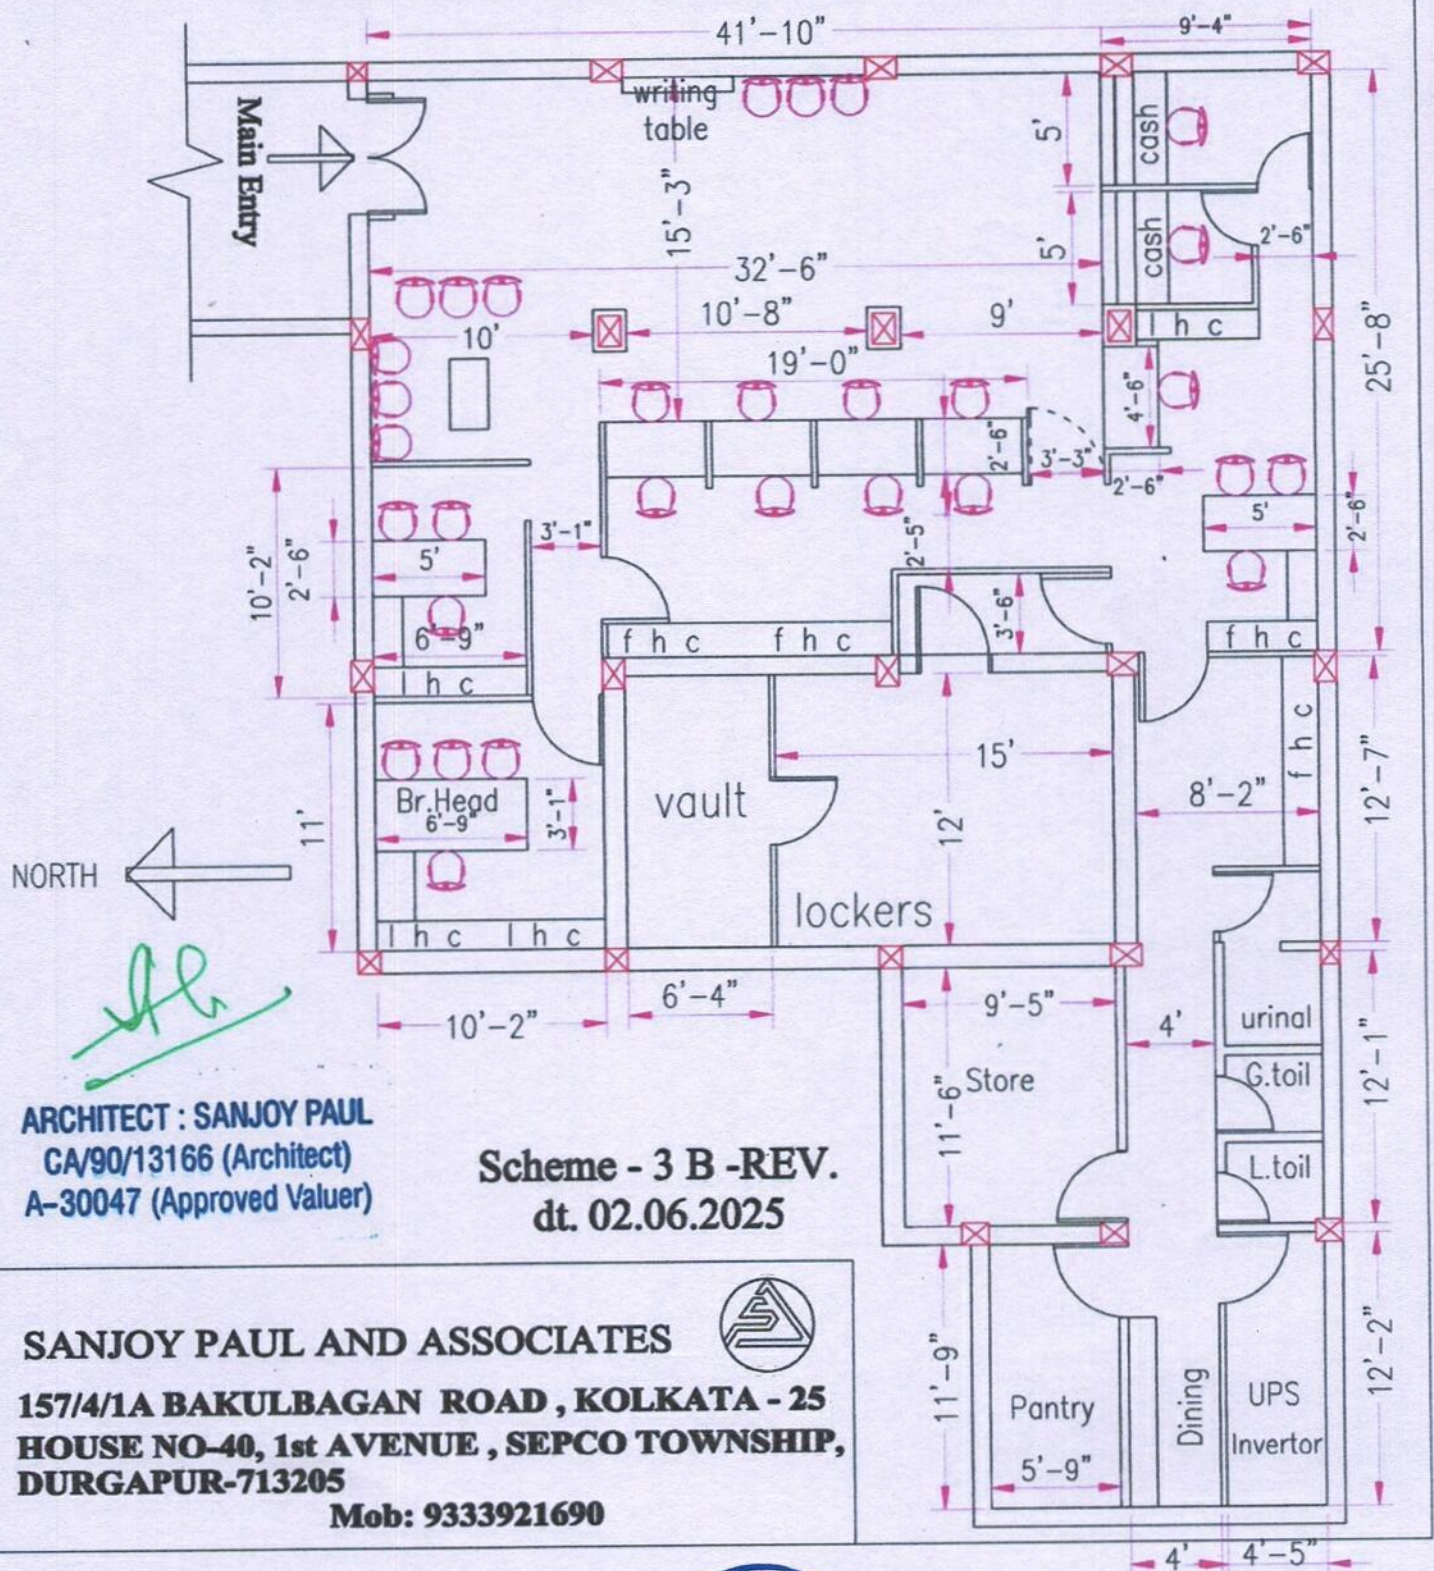 41'-10"
9'-4"
writing
table
Main Entry
15'-3"
5'
cash
5'
cash
2'-6"
32'-6"
10'
10'-8"
9'
l h c
19'-0"
25'-8"
4'-6"
2'-6"
3'-3"
2'-6"
10'-2"
2'-6"
5'
3'-1"
2'-5"
5'
2'-6"
6'-9"
l h c
f h c f h c
3'-6"
f h c
f h c
11'
Br.Head
6'-9"
3'-1"
vault
15'
12'
lockers
8'-2"
12'-7"
NORTH
l h c l h c
10'-2"
6'-4"
9'-5"
Store
11'-6"
4'
urinal
G.toil
L.toil
12'-1"
ARCHITECT : SANJOY PAUL
CA/90/13166 (Architect)
A-30047 (Approved Valuer)
Scheme - 3 B -REV.
dt. 02.06.2025
SANJOY PAUL AND ASSOCIATES
157/4/1A BAKULBAGAN ROAD , KOLKATA - 25
HOUSE NO-40, 1st AVENUE , SEPCO TOWNSHIP,
DURGAPUR-713205
Mob: 9333921690
11'-9"
Pantry
5'-9"
Dining
UPS
Invertor
12'-2"
4'
4'-5"